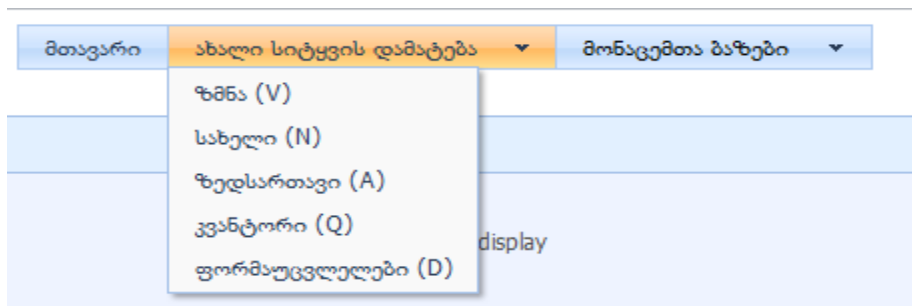 მთავარი ახალი სიტყვის დამატება მონაცემთა ბაზები
ზმნა (V)
სახელი (N)
ზედსართავი (A)
კვანტორი (Q)
display
ფორმაუცვლელები (D)